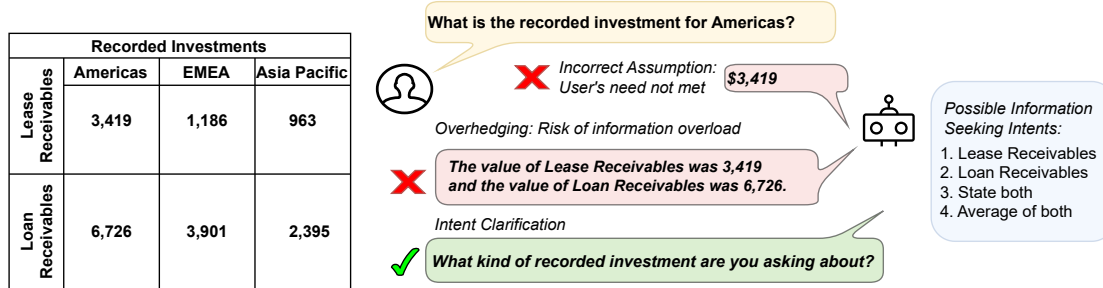 Recorded Investments
Americas EMEA Asia Pacific
Lease
Receivables
3,419 1,186 963
Loan
Receivables
6,726 3,901 2,395
What is the recorded investment for Americas?
Incorrect Assumption:
User's need not met
$3,419
Overhedging: Risk of information overload
The value of Lease Receivables was 3,419
and the value of Loan Receivables was 6,726.
Intent Clarification
What kind of recorded investment are you asking about?
Possible Information
Seeking Intents:
1. Lease Receivables
2. Loan Receivables
3. State both
4. Average of both